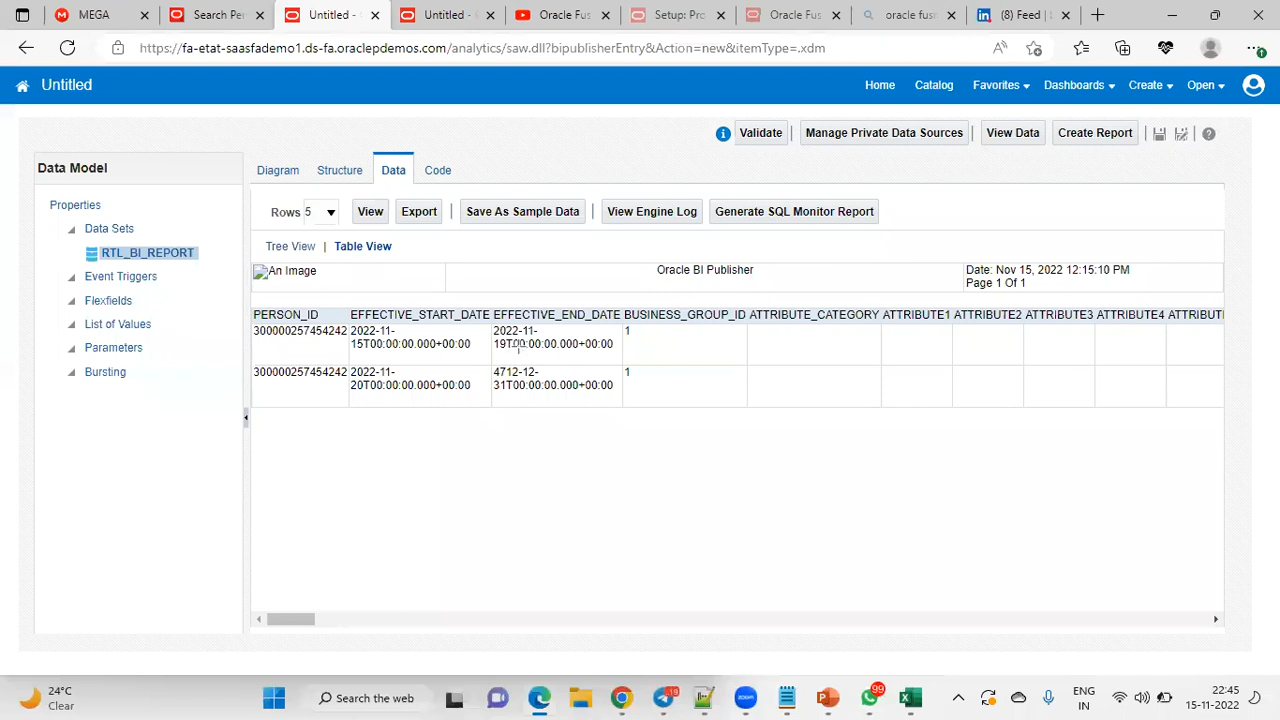 MEGA
Search Per
Untitled -
Untitled -
Oracle Fus
Setup: Pro
Oracle Fus
oracle fusi
(8) Feed | L
https://fa-etat-saasfademo1.ds-fa.oraclepdemos.com/analytics/saw.dll?bipublisherEntry&Action=new&itemType=.xdm
Untitled
Home Catalog Favorites Dashboards Create Open
Validate Manage Private Data Sources View Data Create Report
Data Model
Diagram Structure Data Code
Properties
Data Sets
RTL_BI_REPORT
Event Triggers
Flexfields
List of Values
Parameters
Bursting
Rows 5 View Export Save As Sample Data View Engine Log Generate SQL Monitor Report
Tree View | Table View
An Image
Oracle BI Publisher
Date: Nov 15, 2022 12:15:10 PM
Page 1 Of 1
PERSON_ID EFFECTIVE_START_DATE EFFECTIVE_END_DATE BUSINESS_GROUP_ID ATTRIBUTE_CATEGORY ATTRIBUTE1 ATTRIBUTE2 ATTRIBUTE3 ATTRIBUTE4 ATTRIBUT
300000257454242 2022-11- 2022-11- 1
15T00:00:00.000+00:00 19T00:00:00.000+00:00
300000257454242 2022-11- 4712-12- 1
20T00:00:00.000+00:00 31T00:00:00.000+00:00
24°C
Clear
Search the web
zoom
19
99
ENG
IN
22:45
15-11-2022